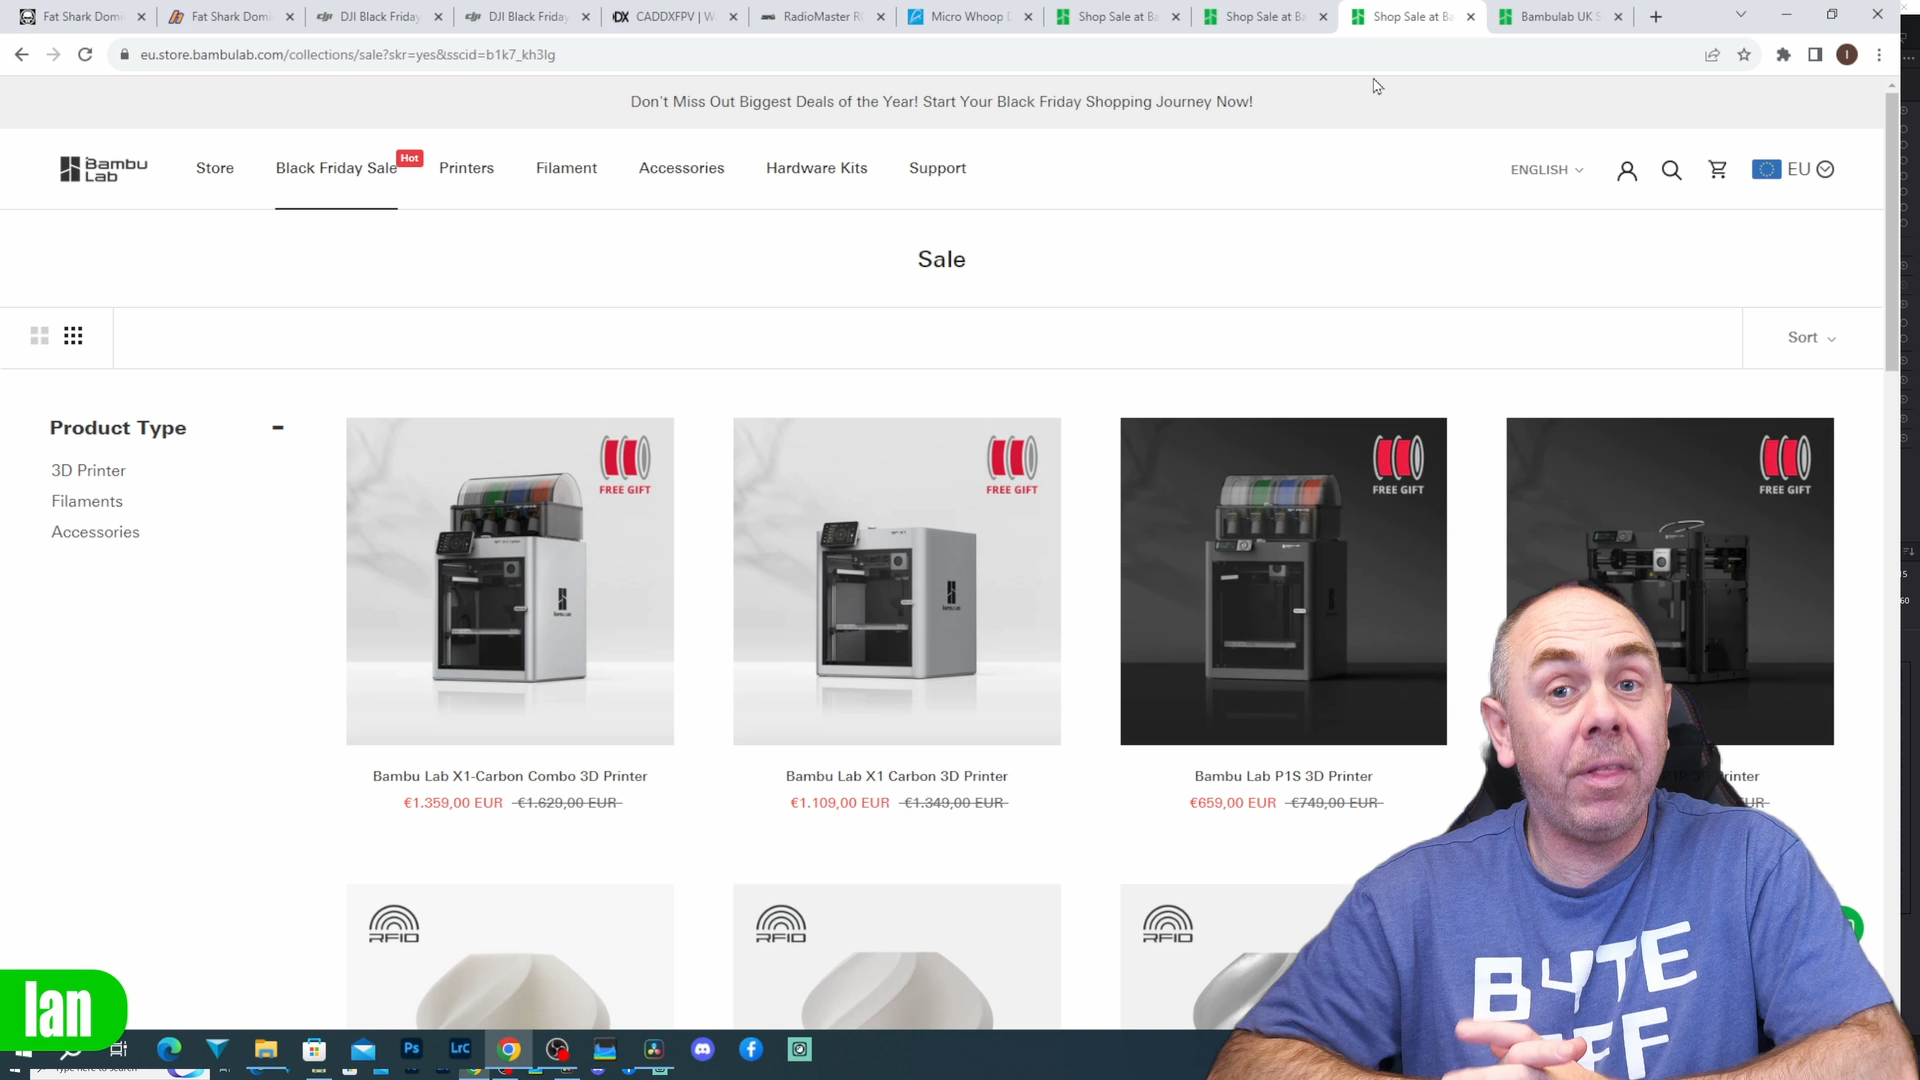 Fat Shark Domi
Fat Shark Domi
DJI Black Friday
DJI Black Friday
CADDXFPV | W
RadioMaster R
Micro Whoop
Shop Sale at Ba
Shop Sale at Ba
Shop Sale at Ba
Bambulab UK S
eu.store.bambulab.com/collections/sale?skr=yes&sscid=b1k7_kh3lg
Don't Miss Out Biggest Deals of the Year! Start Your Black Friday Shopping Journey Now!
Bambu Lab
Store
Black Friday Sale
Hot
Printers
Filament
Accessories
Hardware Kits
Support
ENGLISH
EU
Sale
Sort
Product Type
3D Printer
Filaments
Accessories
FREE GIFT
FREE GIFT
FREE GIFT
FREE GIFT
Bambu Lab X1-Carbon Combo 3D Printer
€1.359,00 EUR €1.629,00 EUR
Bambu Lab X1 Carbon 3D Printer
€1.109,00 EUR €1.349,00 EUR
Bambu Lab P1S 3D Printer
€659,00 EUR €749,00 EUR
RFID
RFID
RFID
BYTE
Ian
Ps
LrC